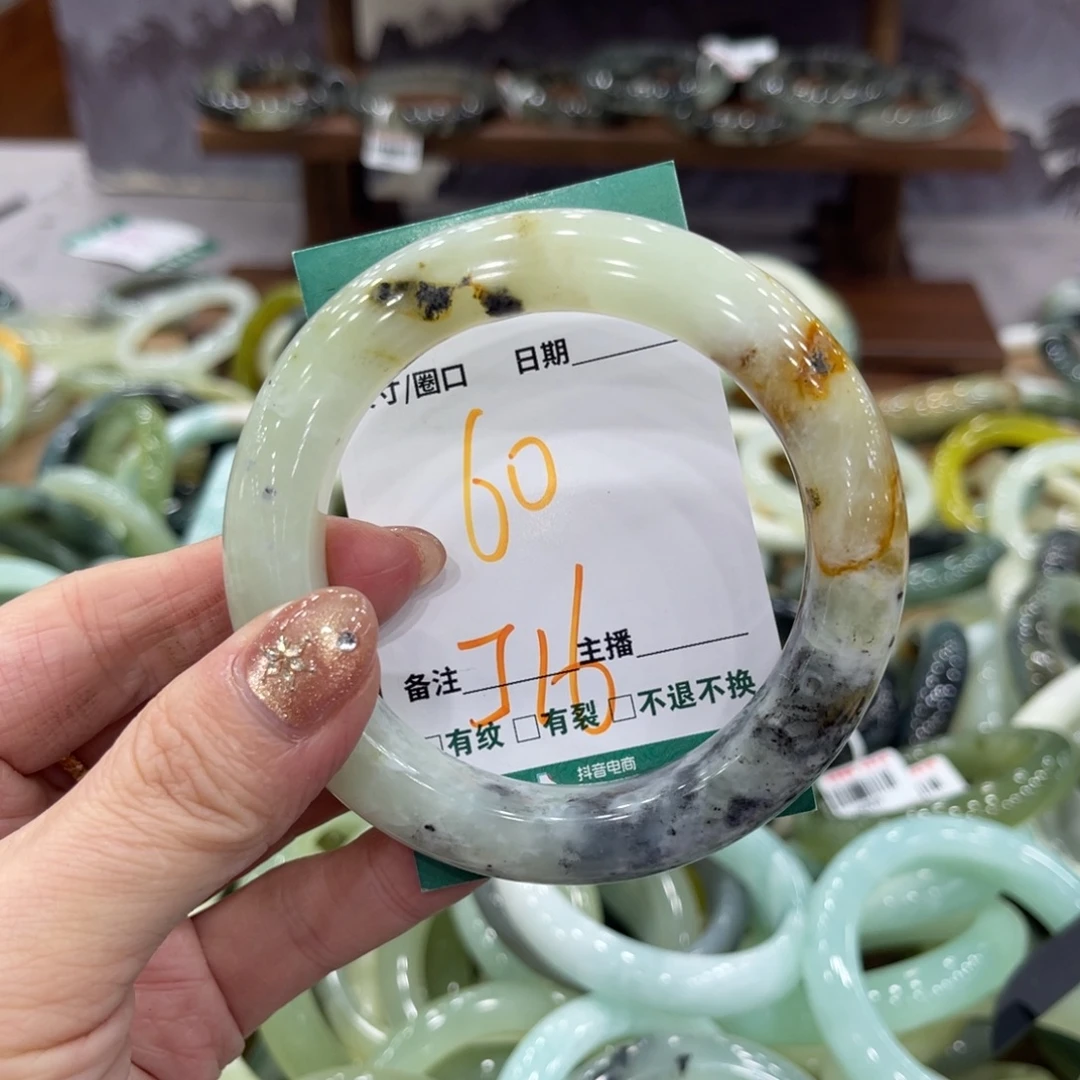 寸/圈口 日期
60
J16
备注 主播
□有纹 □有裂 □不退不换
抖音电商